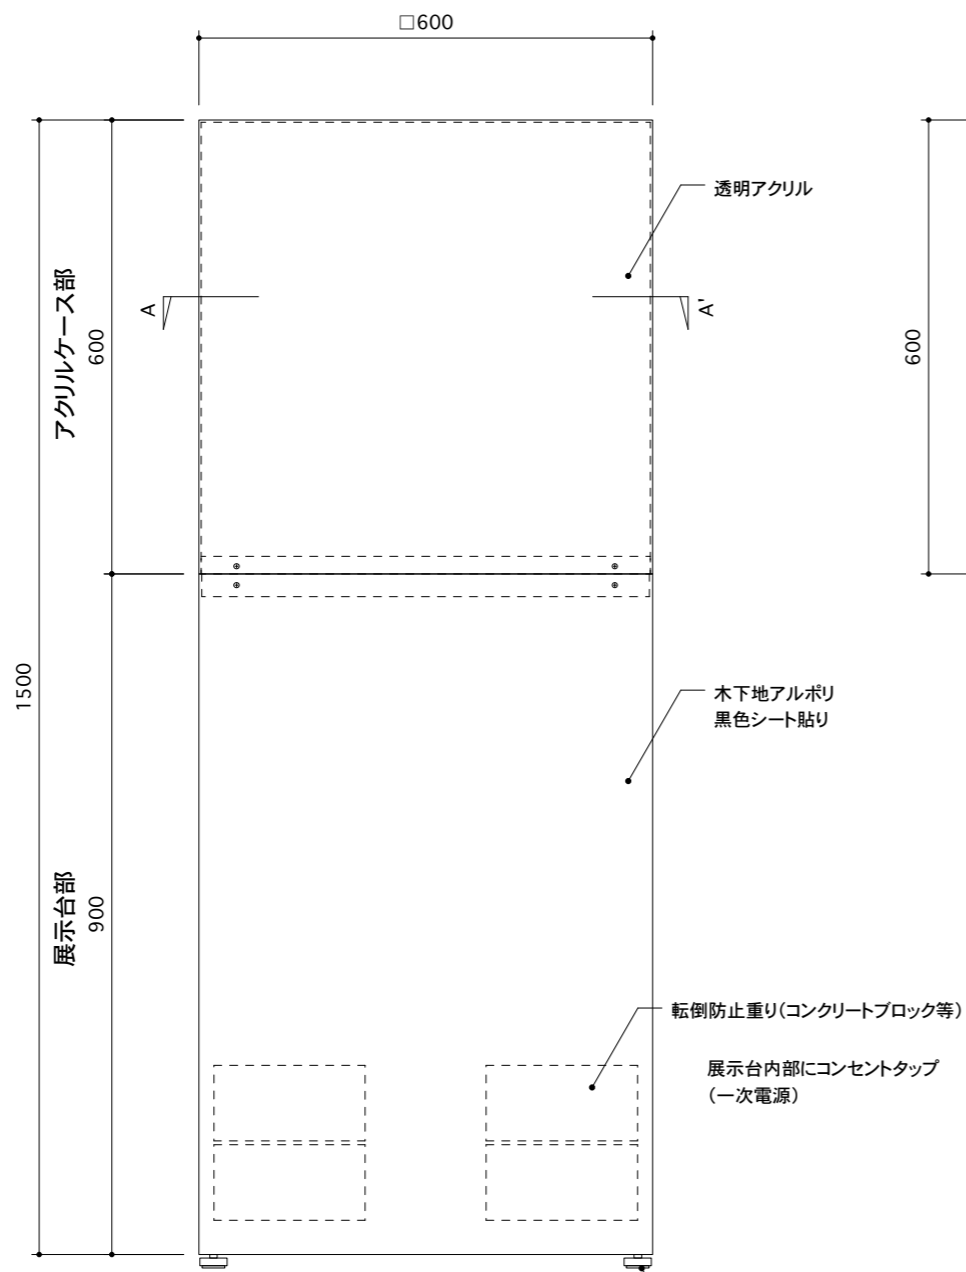 □600
透明アクリル
A
A'
アクリルケース部
600
600
1500
木下地アルポリ
黒色シート貼り
展示台部
900
転倒防止重り(コンクリートブロック等)
展示台内部にコンセントタップ
(一次電源)